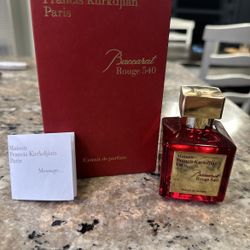 Francis Kurkdjian
Paris
Baccarat
Rouge 540
Extrait de parfum
Maison
Francis Kurkdjian
Paris
Message...
Maison
Francis Kurkdjian
Paris
Baccarat
Rouge 540